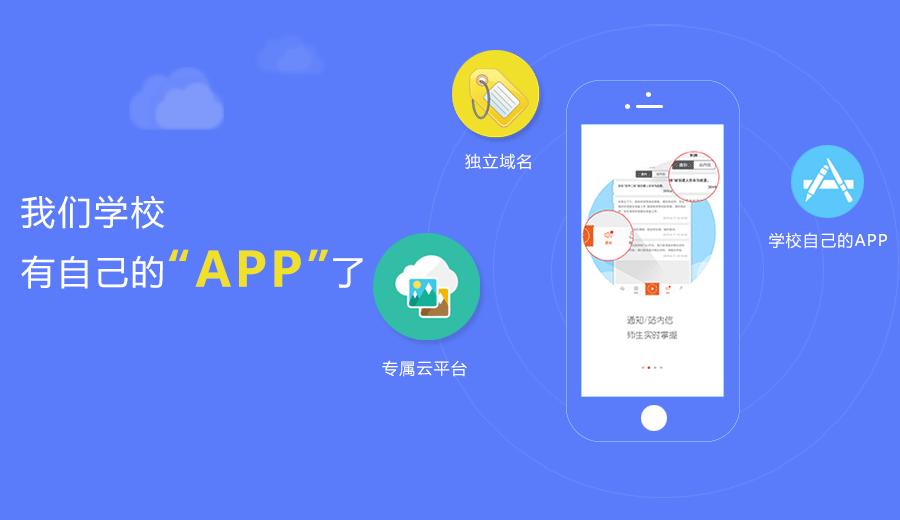 我们学校
有自己的“APP”了
独立域名
专属云平台
学校自己的APP
通知/站内信
师生实时掌握